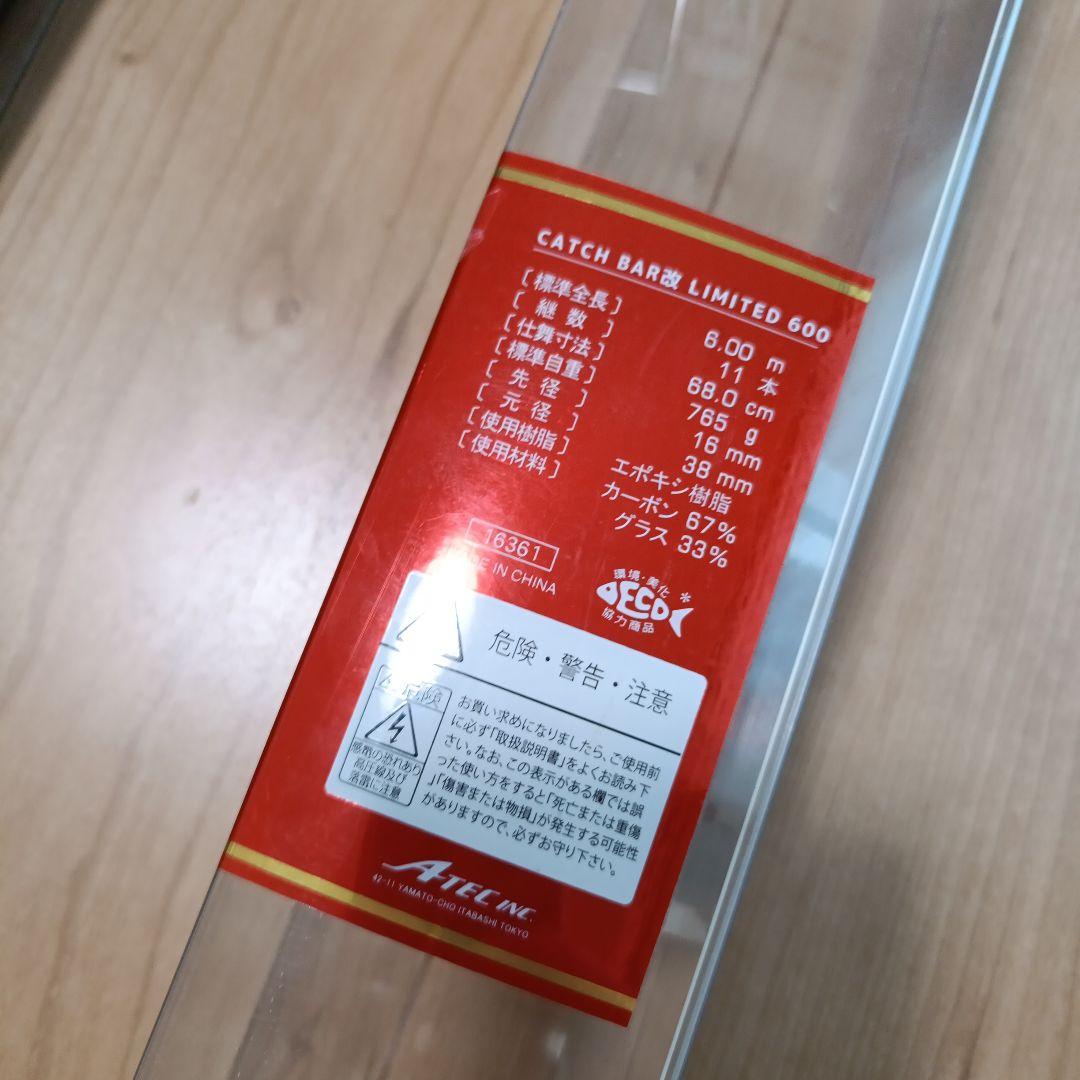 CATCH BAR改 LIMITED 600
［標準全長］ 6.00 m
［継 数］ 11 本
［仕舞寸法］ 68.0 cm
［標準自重］ 765 g
［先 径］ 16 mm
［元 径］ 38 mm
［使用樹脂］ エポキシ樹脂
［使用材料］ カーボン 67%
グラス 33%
16361
IN CHINA
環境・美化
ECO
協力商品
危険・警告・注意
危険
感電の恐れあり
高圧線及び
落雷に注意
お買い求めになりましたら、ご使用前
に必ず「取扱説明書」をよくお読み下
さい。なお、この表示がある欄では誤
った使い方をすると「死亡または重傷
」「傷害または物損」が発生する可能性
がありますので、必ずお守り下さい。
A-TEC INC.
42-11 YAMATO-CHO ITABASHI TOKYO